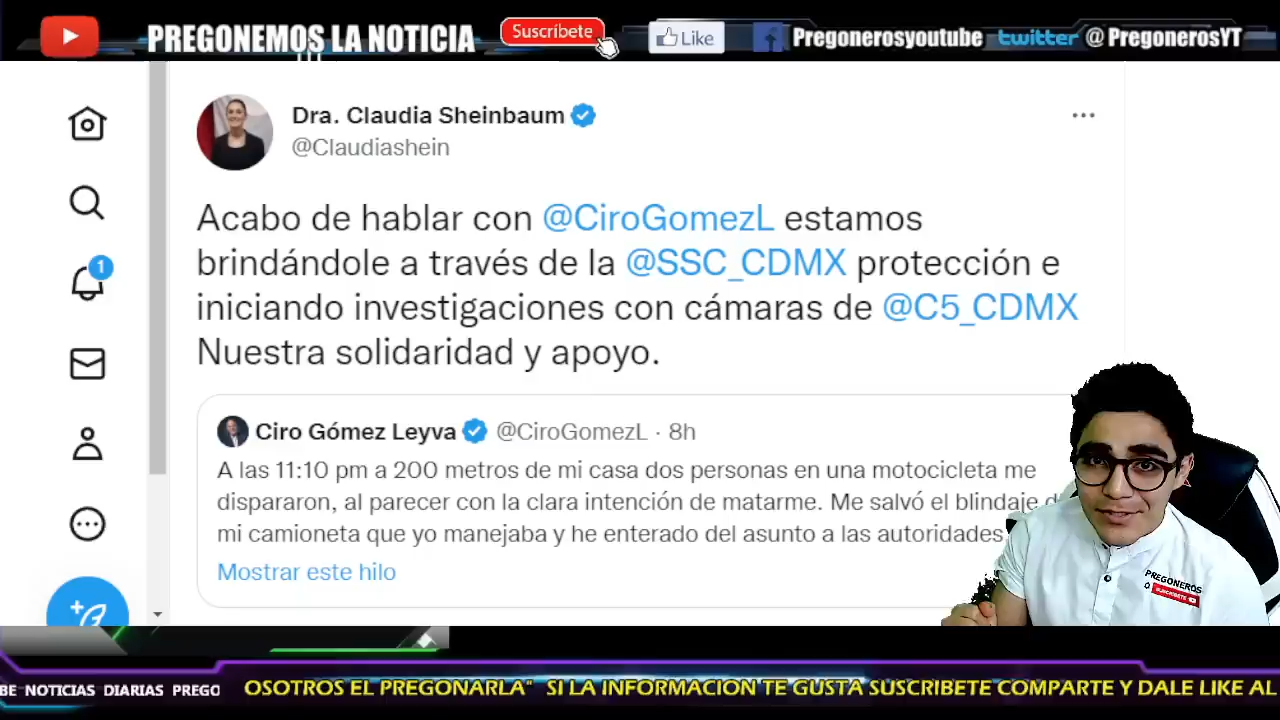 PREGONEMOS LA NOTICIA
Suscríbete
Like
f
Pregonerosyoutube
twitter @PregonerosYT
Dra. Claudia Sheinbaum
@Claudiashein
Acabo de hablar con @CiroGomezL estamos
brindándole a través de la @SSC_CDMX protección e
iniciando investigaciones con cámaras de @C5_CDMX
Nuestra solidaridad y apoyo.
1
Ciro Gómez Leyva @CiroGomezL · 8h
A las 11:10 pm a 200 metros de mi casa dos personas en una motocicleta me
dispararon, al parecer con la clara intención de matarme. Me salvó el blindaje
mi camioneta que yo manejaba y he enterado del asunto a las autoridades
Mostrar este hilo
PREGONEROS
SUSCRIBETE
BE NOTICIAS DIARIAS PREGO
OSOTROS EL PREGONARLA" SI LA INFORMACION TE GUSTA SUSCRIBETE COMPARTE Y DALE LIKE AL